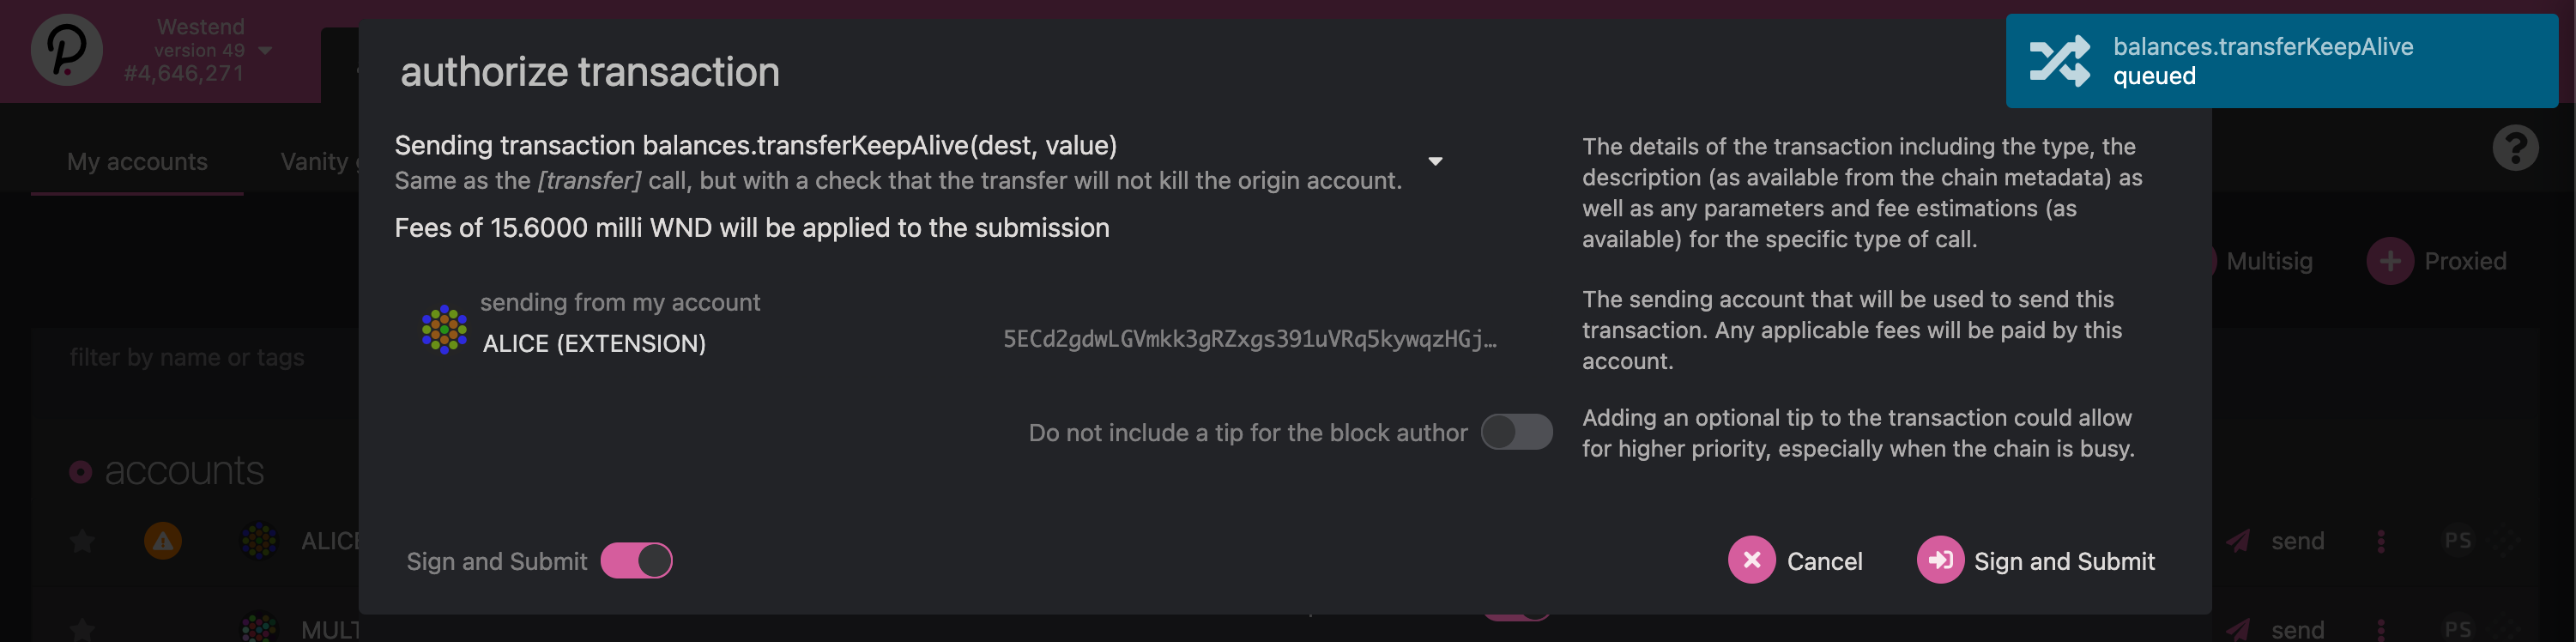 Westend
version 49
#4,646,271
authorize transaction
balances.transferKeepAlive
queued
My accounts
Vanity
Sending transaction balances.transferKeepAlive(dest, value)
Same as the [transfer] call, but with a check that the transfer will not kill the origin account.
Fees of 15.6000 milli WND will be applied to the submission
The details of the transaction including the type, the
description (as available from the chain metadata) as
well as any parameters and fee estimations (as
available) for the specific type of call.
Multisig
Proxied
sending from my account
ALICE (EXTENSION)
5ECd2gdwLGVmkk3gRZxgs391uVRq5kywqzHGj…
The sending account that will be used to send this
transaction. Any applicable fees will be paid by this
account.
filter by name or tags
Do not include a tip for the block author
Adding an optional tip to the transaction could allow
for higher priority, especially when the chain is busy.
accounts
ALICE
send
PS
Sign and Submit
Cancel
Sign and Submit
MULT
send
PS